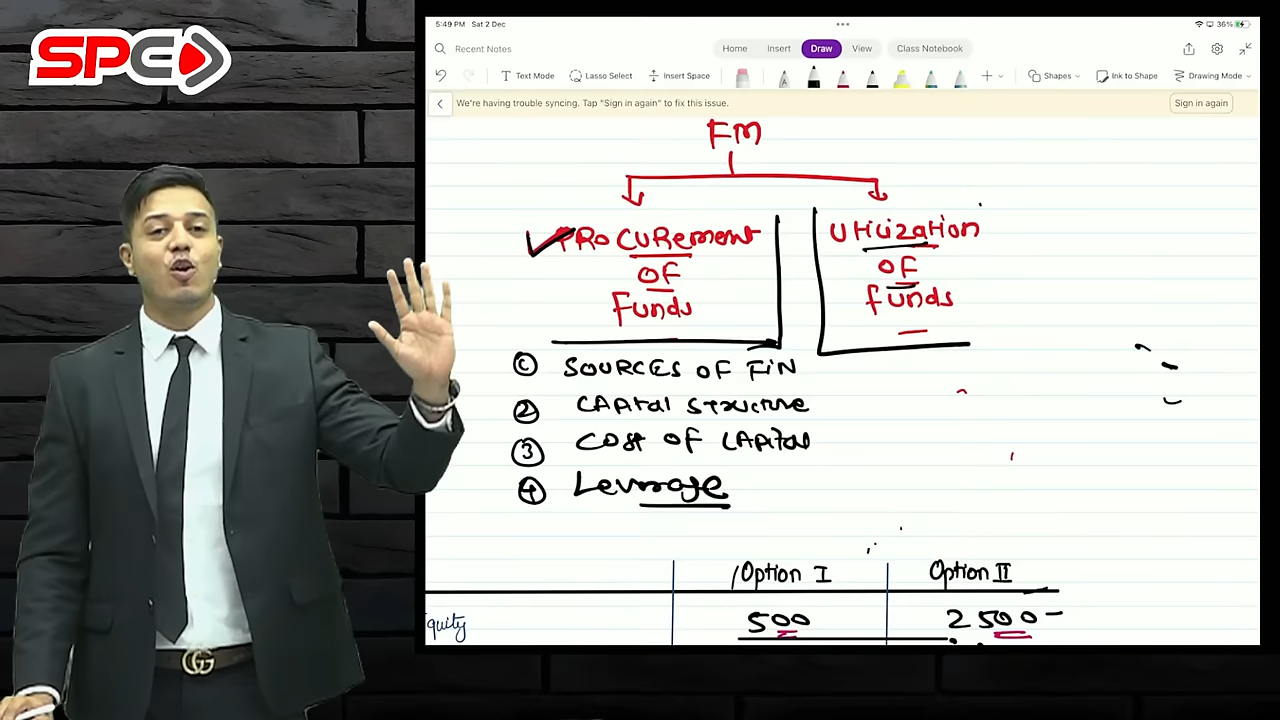 SPC
5:49 PM Sat 2 Dec
36%
Recent Notes
Home Insert Draw View Class Notebook
Text Mode Lasso Select Insert Space + Shapes Ink to Shape Drawing Mode
We're having trouble syncing. Tap "Sign in again" to fix this issue. Sign in again
FM
PROCURement
OF
Funds
Utilization
OF
funds
SOURCES OF FIN
2 CAPItal structure
3 COSt OF CAPItal
4 Leverage
Option I Option II
quity 500 2500-